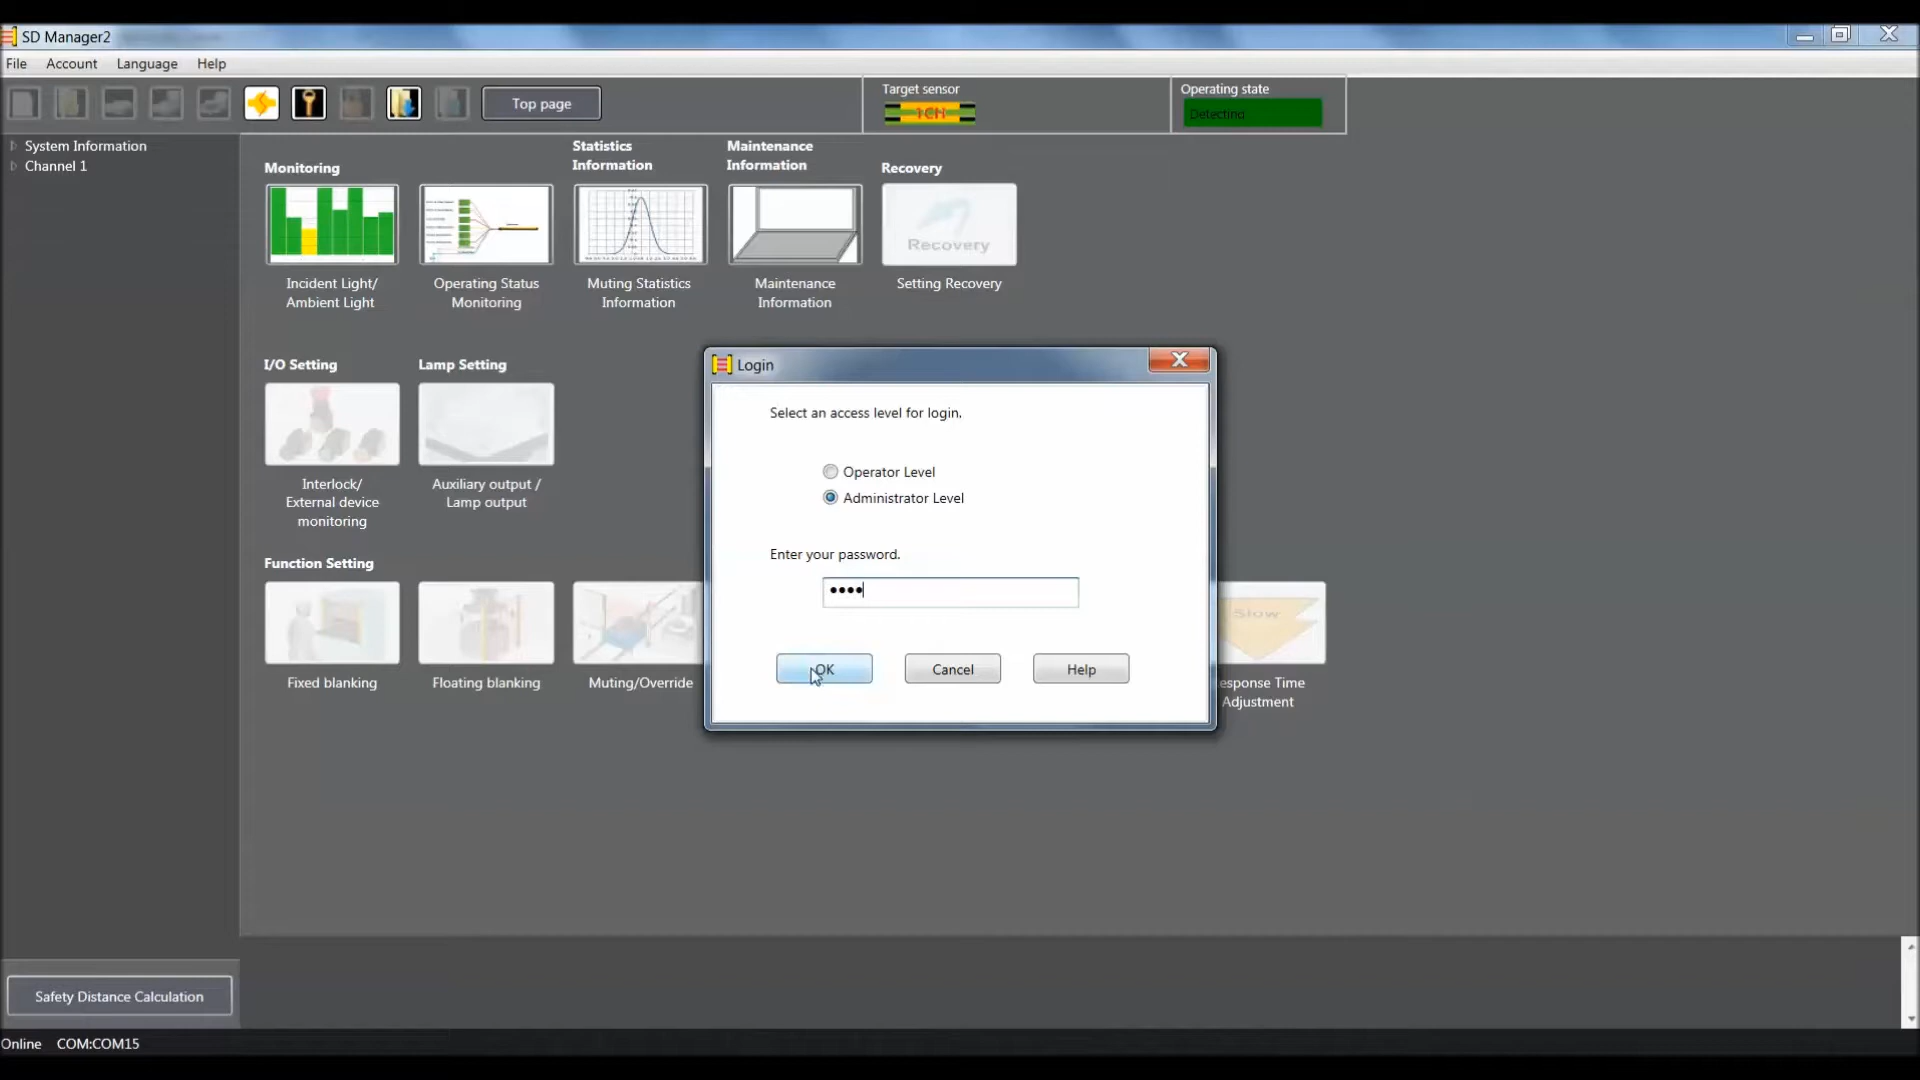 SD Manager2
File Account Language Help
Top page
Target sensor
1CH
Operating state
Detecting
System Information
Channel 1
Monitoring
Statistics
Information
Maintenance
Information
Recovery
Recovery
Incident Light/
Ambient Light
Operating Status
Monitoring
Muting Statistics
Information
Maintenance
Information
Setting Recovery
I/O Setting
Lamp Setting
Interlock/
External device
monitoring
Auxiliary output /
Lamp output
Function Setting
Fixed blanking
Floating blanking
Muting/Override
Slow
esponse Time
Adjustment
Login
Select an access level for login.
Operator Level
Administrator Level
Enter your password.
••••
OK
Cancel
Help
Safety Distance Calculation
Online COM:COM15